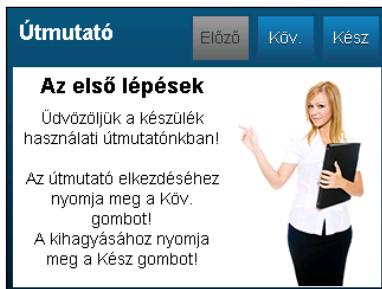 Útmutató
Előző
Köv.
Kész
Az első lépések
Üdvözöljük a készülék
használati útmutatónkban!
Az útmutató elkezdéséhez
nyomja meg a Köv.
gombot!
A kihagyásához nyomja
meg a Kész gombot!